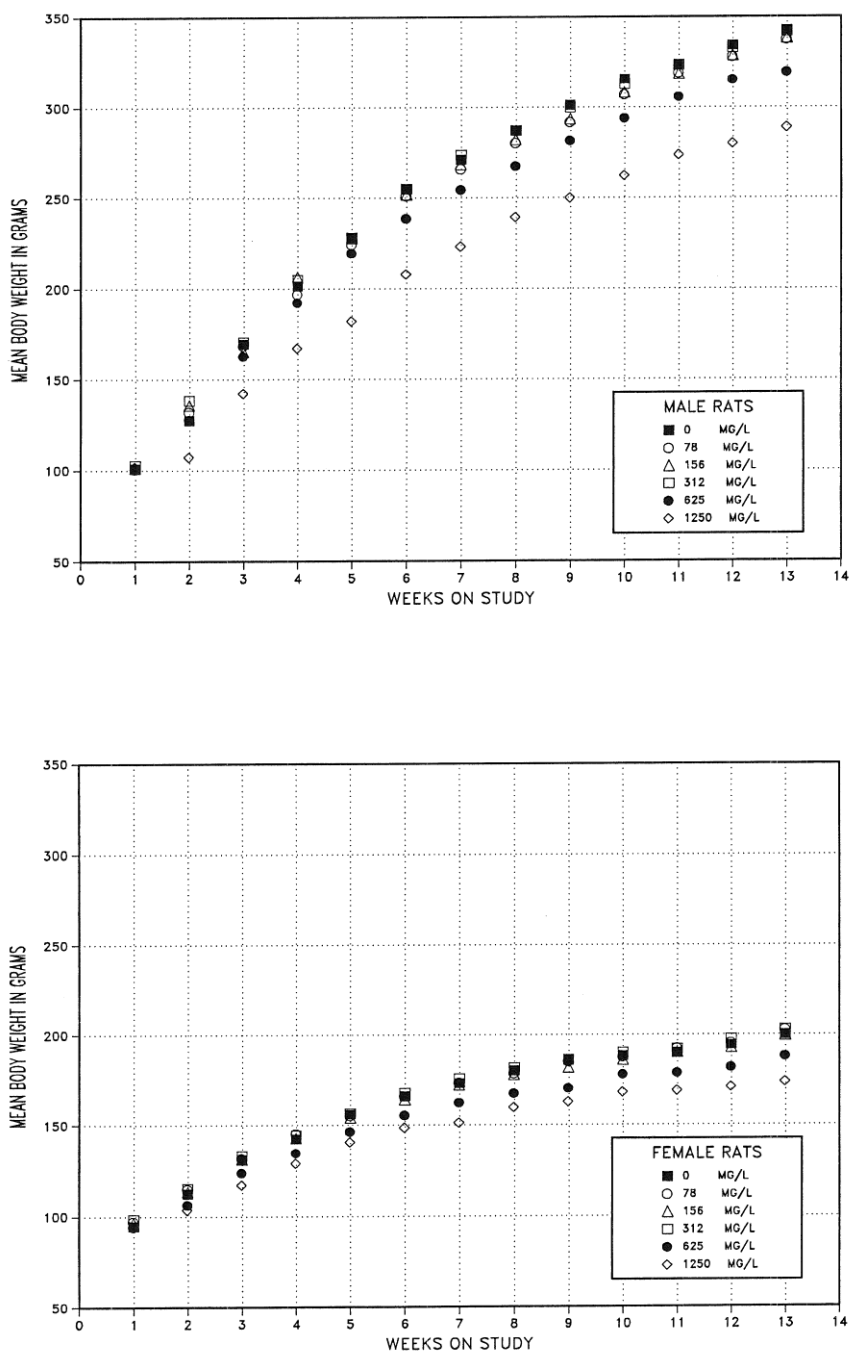 350
300
250
200
150
100
50
MEAN BODY WEIGHT IN GRAMS
MALE RATS
0 MG/L
78 MG/L
156 MG/L
312 MG/L
625 MG/L
1250 MG/L
0 1 2 3 4 5 6 7 8 9 10 11 12 13 14
WEEKS ON STUDY
350
300
250
200
150
100
50
MEAN BODY WEIGHT IN GRAMS
FEMALE RATS
0 MG/L
78 MG/L
156 MG/L
312 MG/L
625 MG/L
1250 MG/L
0 1 2 3 4 5 6 7 8 9 10 11 12 13 14
WEEKS ON STUDY